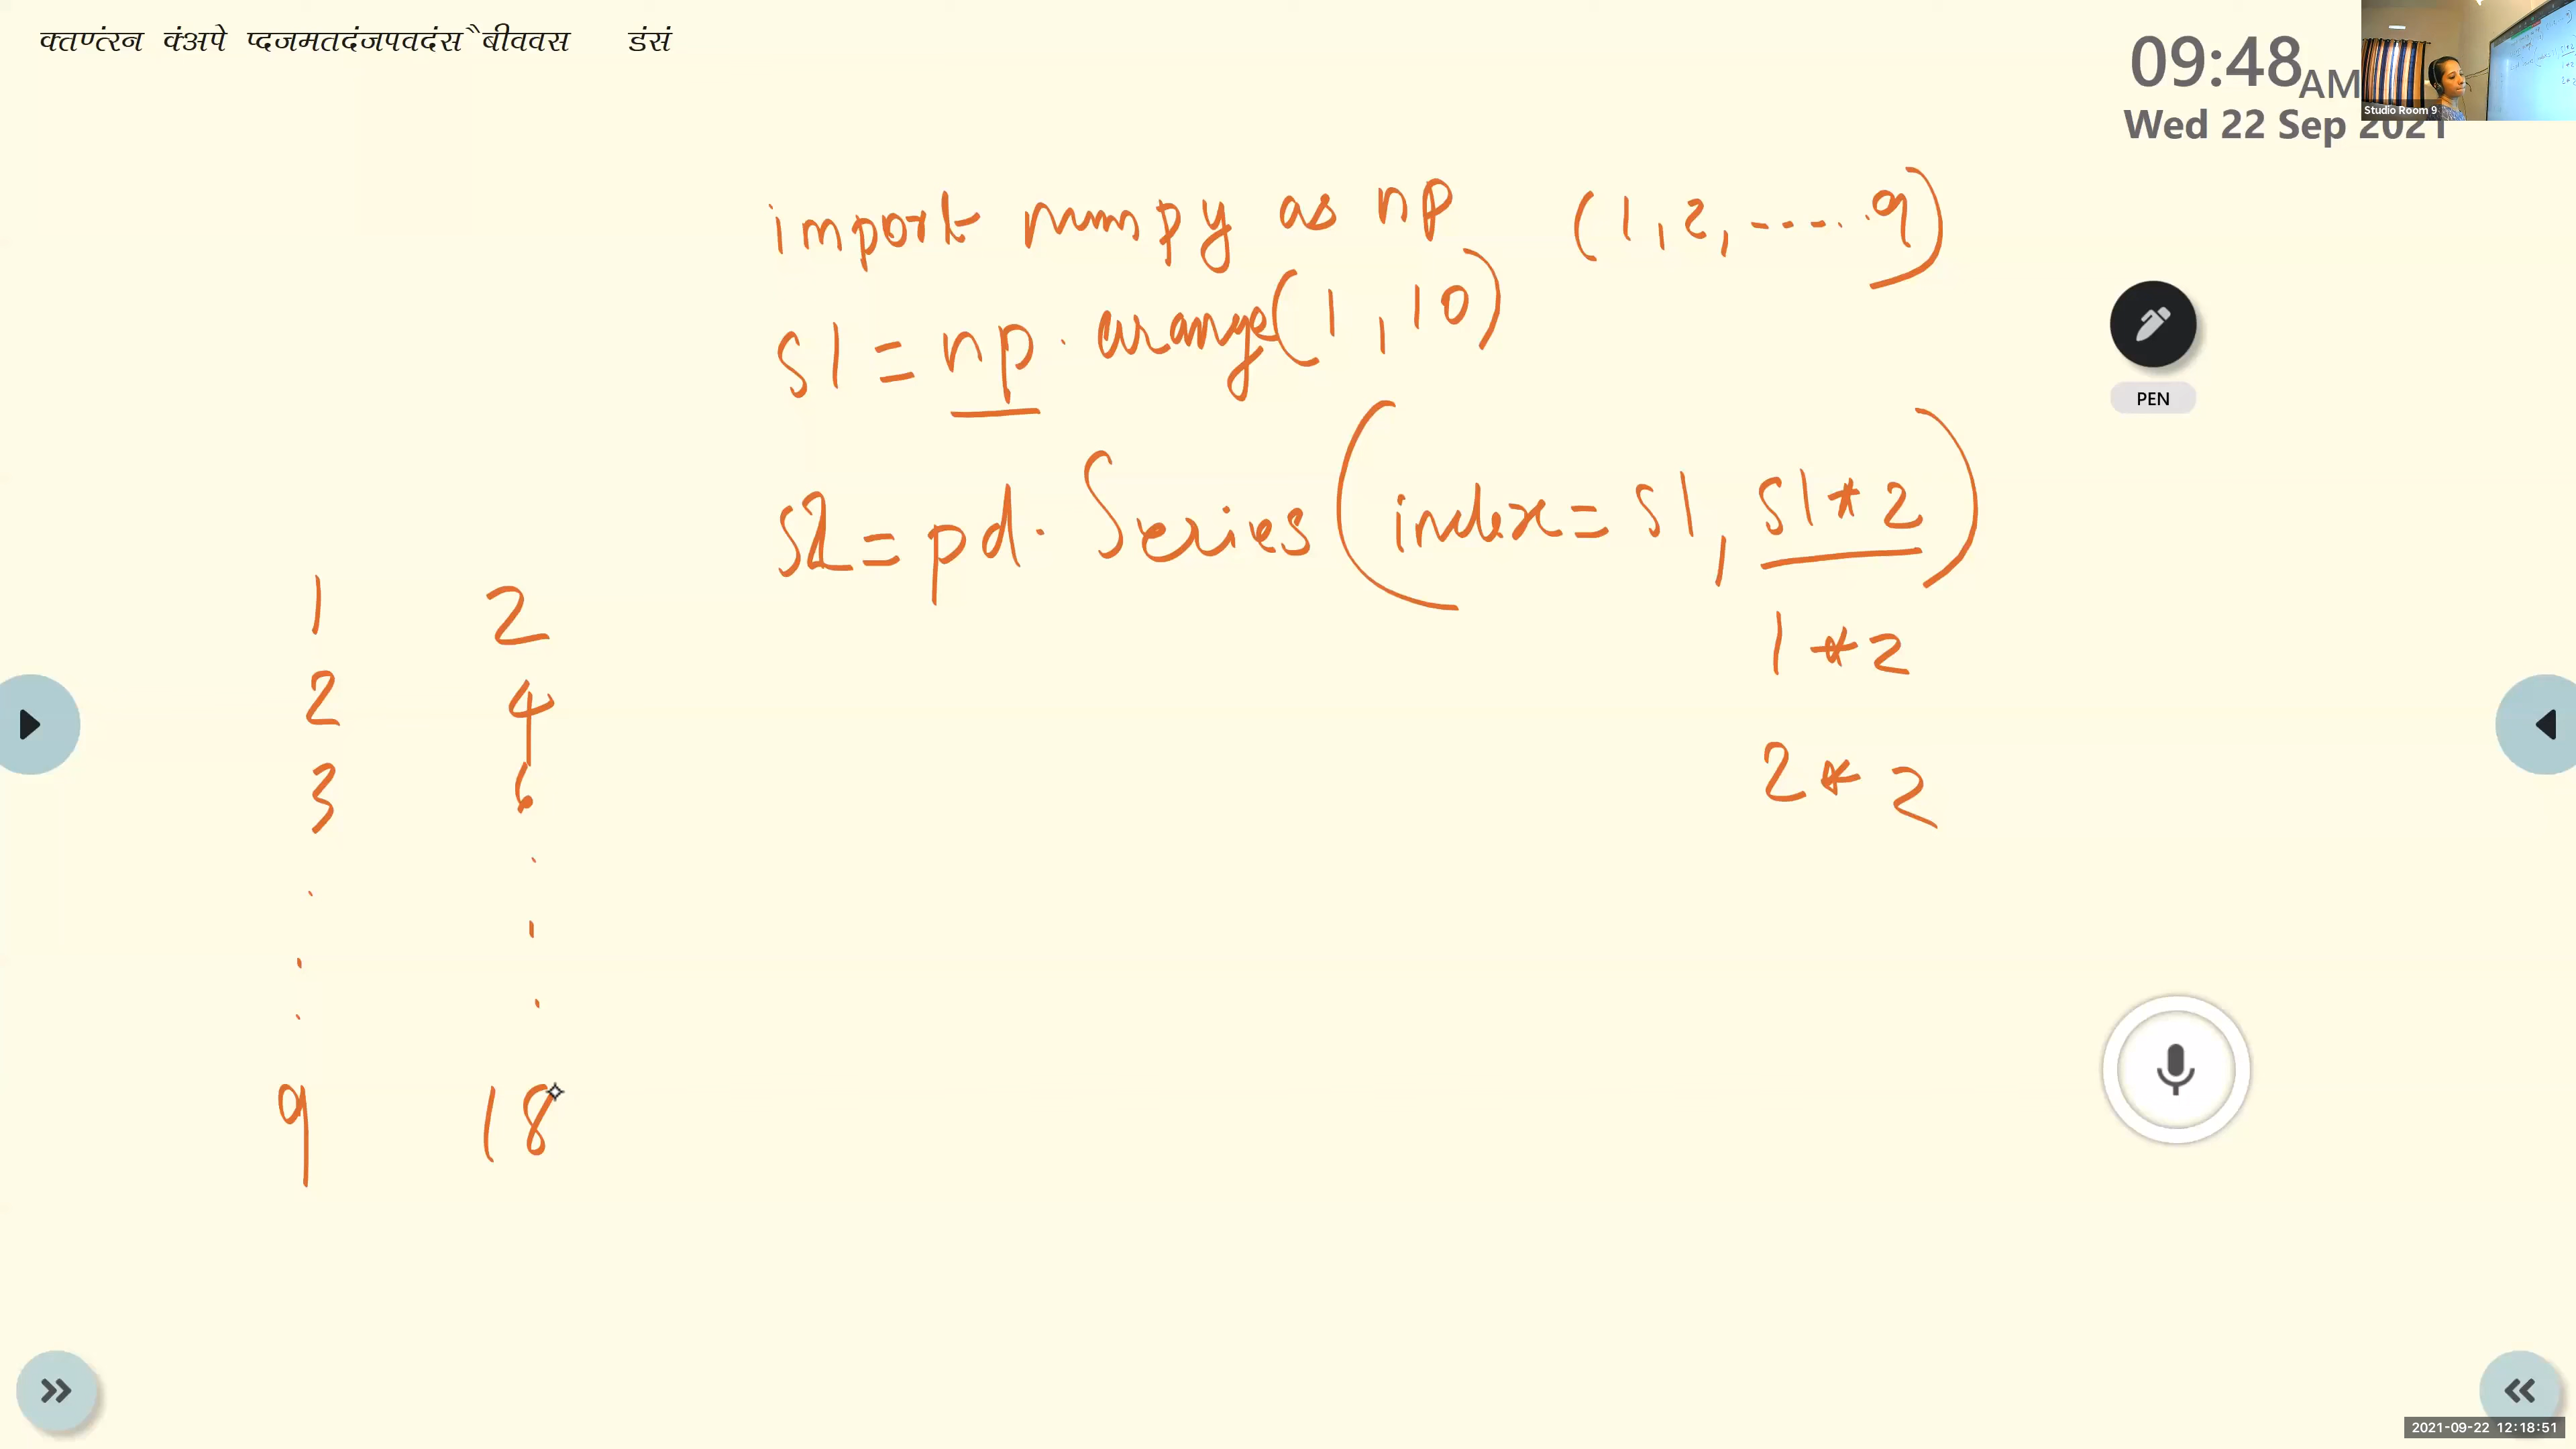 क्तण्ंरन कंअपे प्दजमतदंजपवदंस ैबीववस डंसं
09:48 AM
Wed 22 Sep 2021
Studio Room 9
import numpy as np (1,2,-----.9)
s1 = np.arange(1,10)
PEN
s2 = pd.Series(index = s1, s1*2)
1 2
1*2
2 4
2*2
3 6
. .
. .
. .
9 18
2021-09-22 12:18:51